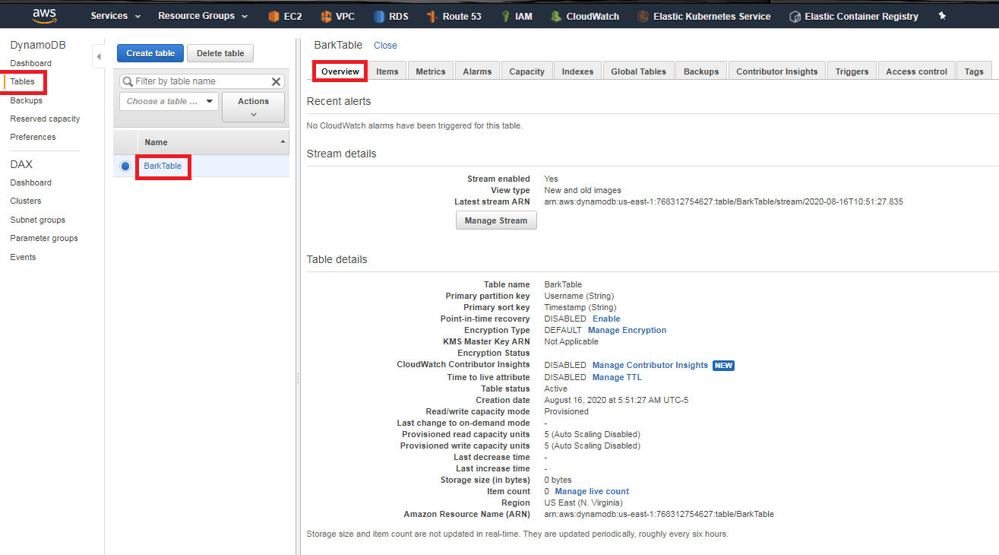 aws Services Resource Groups EC2 VPC RDS Route 53 IAM CloudWatch Elastic Kubernetes Service Elastic Container Registry
DynamoDB
Dashboard
Tables
Backups
Reserved capacity
Preferences
DAX
Dashboard
Clusters
Subnet groups
Parameter groups
Events
Create table Delete table
Filter by table name
Choose a table ... Actions
Name
BarkTable
BarkTable Close
Overview Items Metrics Alarms Capacity Indexes Global Tables Backups Contributor Insights Triggers Access control Tags
Recent alerts
No CloudWatch alarms have been triggered for this table.
Stream details
Stream enabled Yes
View type New and old images
Latest stream ARN arn:aws:dynamodb:us-east-1:768312754627:table/BarkTable/stream/2020-08-16T10:51:27.835
Manage Stream
Table details
Table name BarkTable
Primary partition key Username (String)
Primary sort key Timestamp (String)
Point-in-time recovery DISABLED Enable
Encryption Type DEFAULT Manage Encryption
KMS Master Key ARN Not Applicable
Encryption Status
CloudWatch Contributor Insights DISABLED Manage Contributor Insights NEW
Time to live attribute DISABLED Manage TTL
Table status Active
Creation date August 16, 2020 at 5:51:27 AM UTC-5
Read/write capacity mode Provisioned
Last change to on-demand mode -
Provisioned read capacity units 5 (Auto Scaling Disabled)
Provisioned write capacity units 5 (Auto Scaling Disabled)
Last decrease time -
Last increase time -
Storage size (in bytes) 0 bytes
Item count 0 Manage live count
Region US East (N. Virginia)
Amazon Resource Name (ARN) arn:aws:dynamodb:us-east-1:768312754627:table/BarkTable
Storage size and item count are not updated in real-time. They are updated periodically, roughly every six hours.